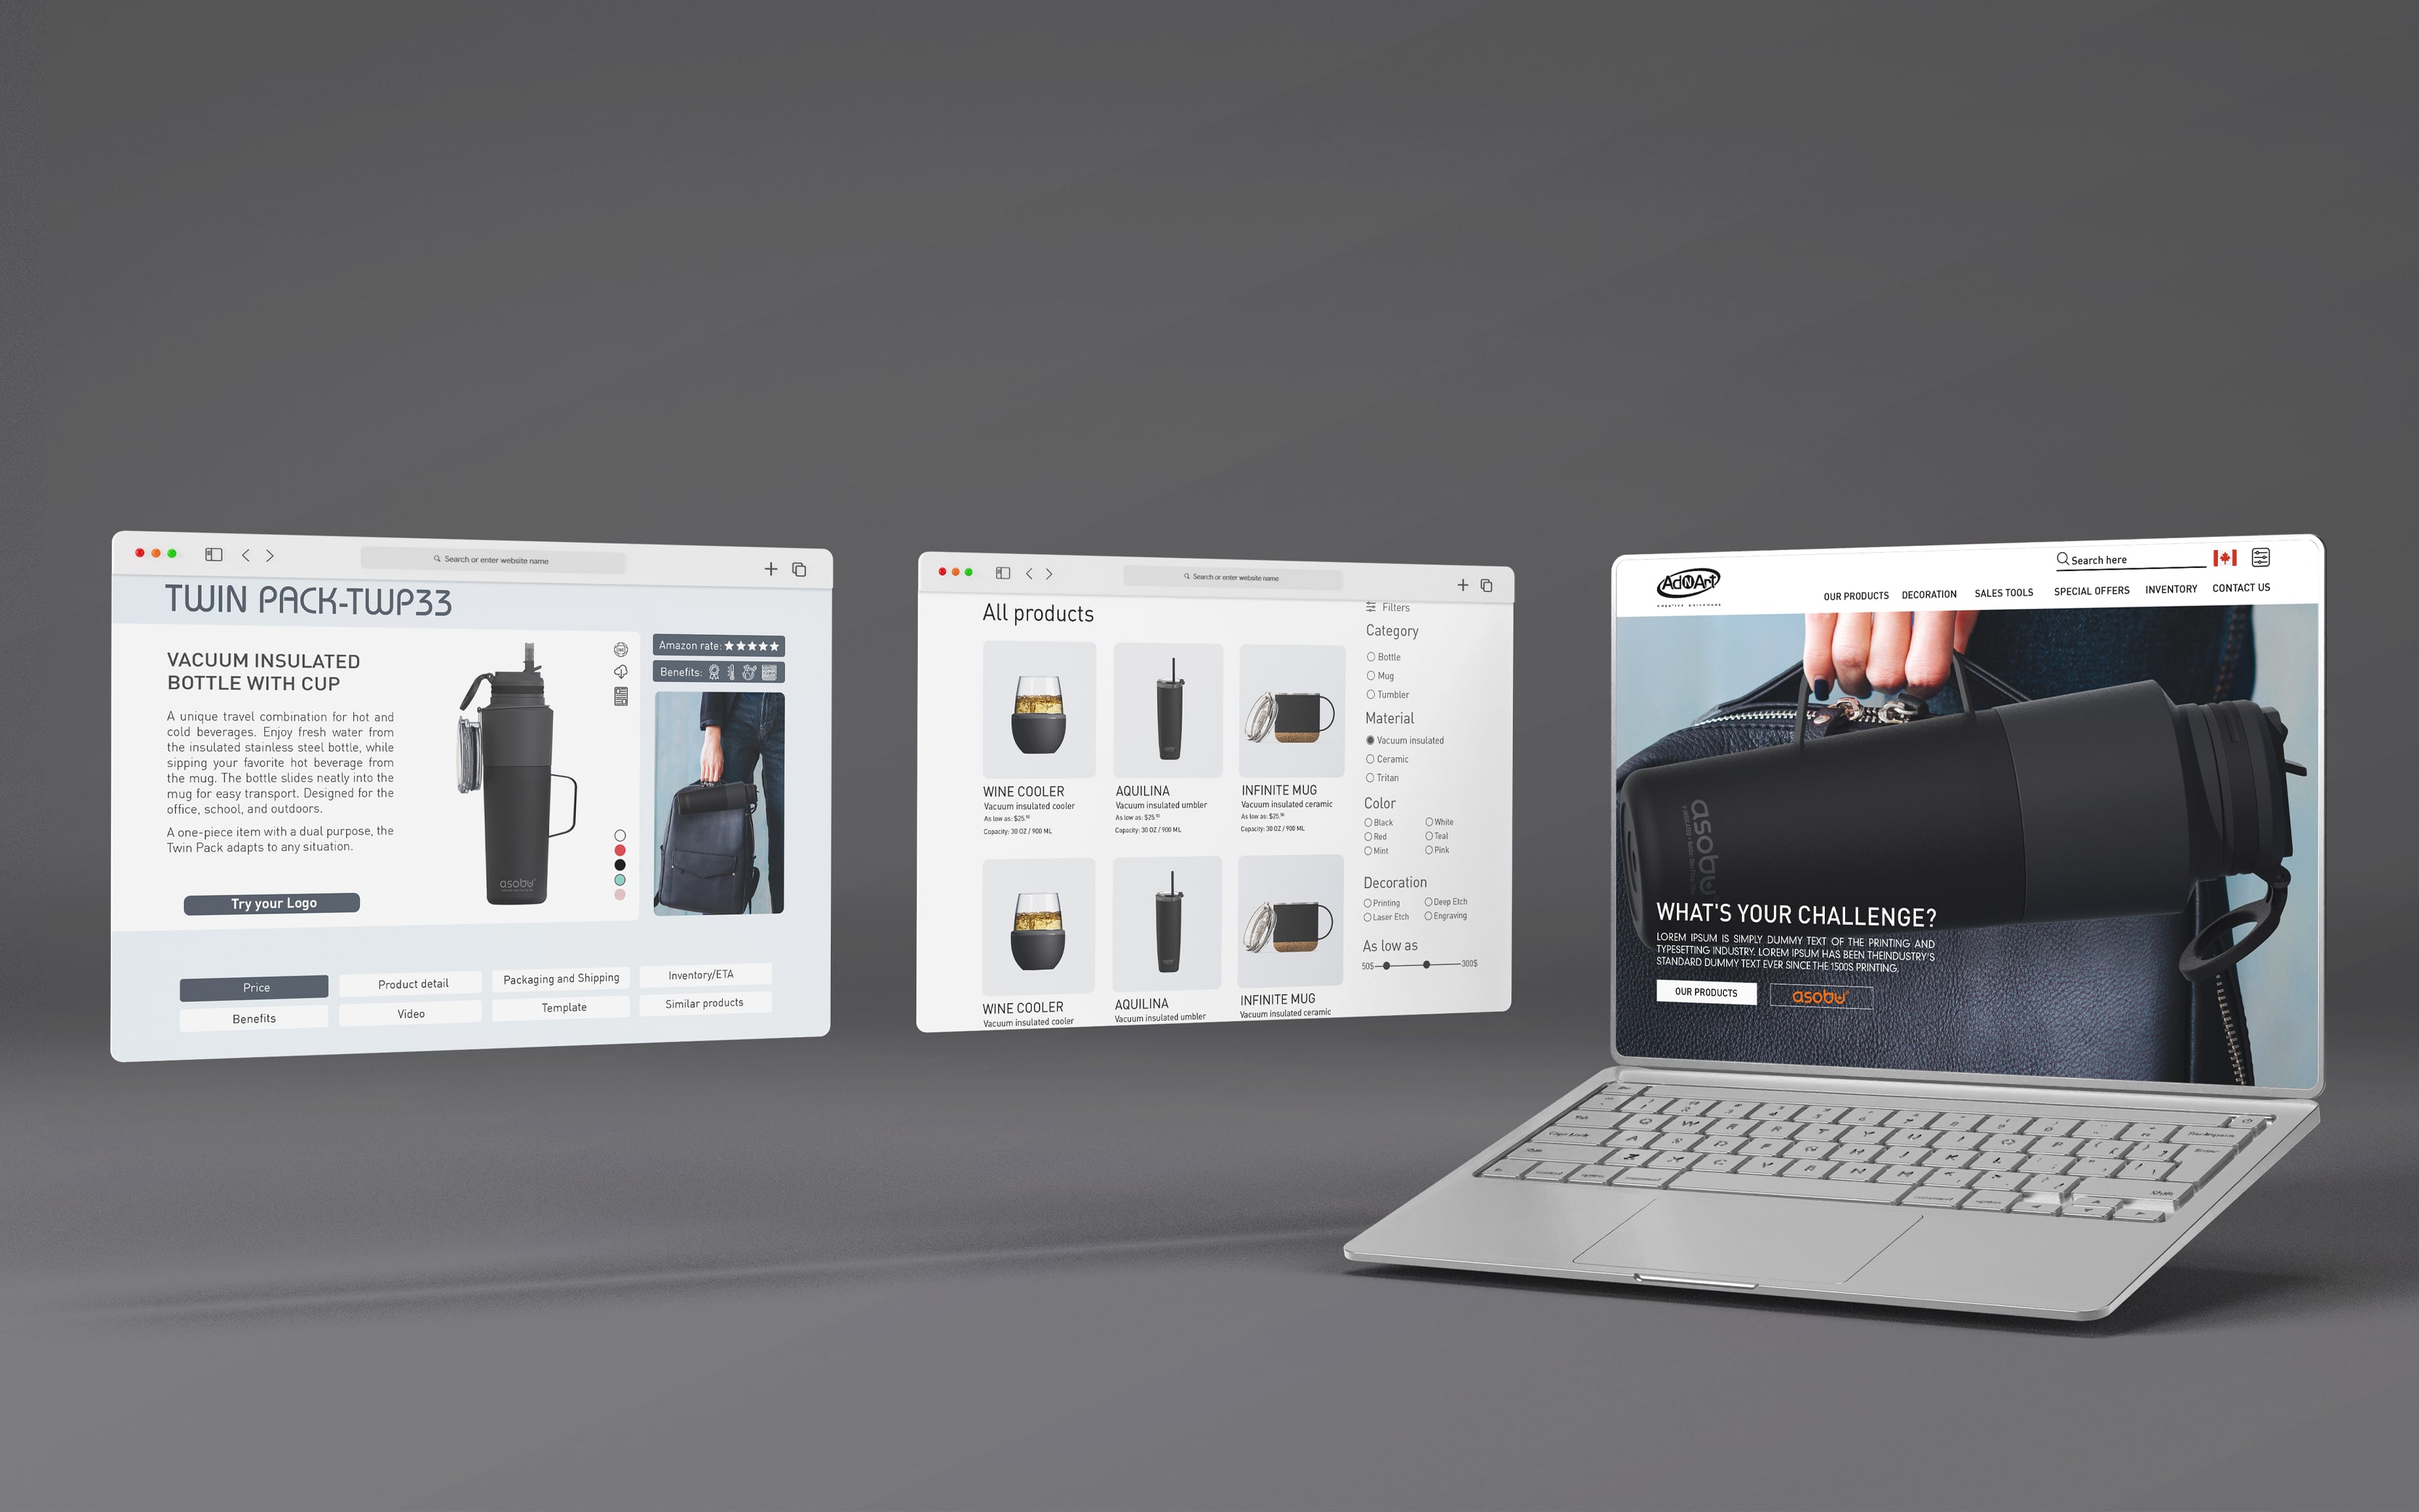 Search or enter website name
TWIN PACK-TWP33
VACUUM INSULATED
BOTTLE WITH CUP
A unique travel combination for hot and
cold beverages. Enjoy fresh water from
the insulated stainless steel bottle, while
sipping your favorite hot beverage from
the mug. The bottle slides neatly into the
mug for easy transport. Designed for the
office, school, and outdoors.
A one-piece item with a dual purpose, the
Twin Pack adapts to any situation.
Try your Logo
asobu
Amazon rate:
Benefits:
Price
Product detail
Packaging and Shipping
Inventory/ETA
Benefits
Video
Template
Similar products
Search or enter website name
All products
WINE COOLER
Vacuum insulated cooler
As low as: $25.
Capacity: 30 OZ / 900 ML
AQUILINA
Vacuum insulated umbler
As low as: $25.
Capacity: 30 OZ / 900 ML
INFINITE MUG
Vacuum insulated ceramic
As low as: $25.
Capacity: 30 OZ / 900 ML
WINE COOLER
Vacuum insulated cooler
AQUILINA
Vacuum insulated umbler
INFINITE MUG
Vacuum insulated ceramic
Filters
Category
Bottle
Mug
Tumbler
Material
Vacuum insulated
Ceramic
Tritan
Color
Black White
Red Teal
Mint Pink
Decoration
Printing Deep Etch
Laser Etch Engraving
As low as
50$ 300$
AdNArt
CREATIVE DRINKWARE
Search here
OUR PRODUCTS DECORATION SALES TOOLS SPECIAL OFFERS INVENTORY CONTACT US
asobu
WHAT'S YOUR CHALLENGE?
LOREM IPSUM IS SIMPLY DUMMY TEXT OF THE PRINTING AND
TYPESETTING INDUSTRY. LOREM IPSUM HAS BEEN THEINDUSTRY'S
STANDARD DUMMY TEXT EVER SINCE THE 1500S PRINTING.
OUR PRODUCTS
asobu